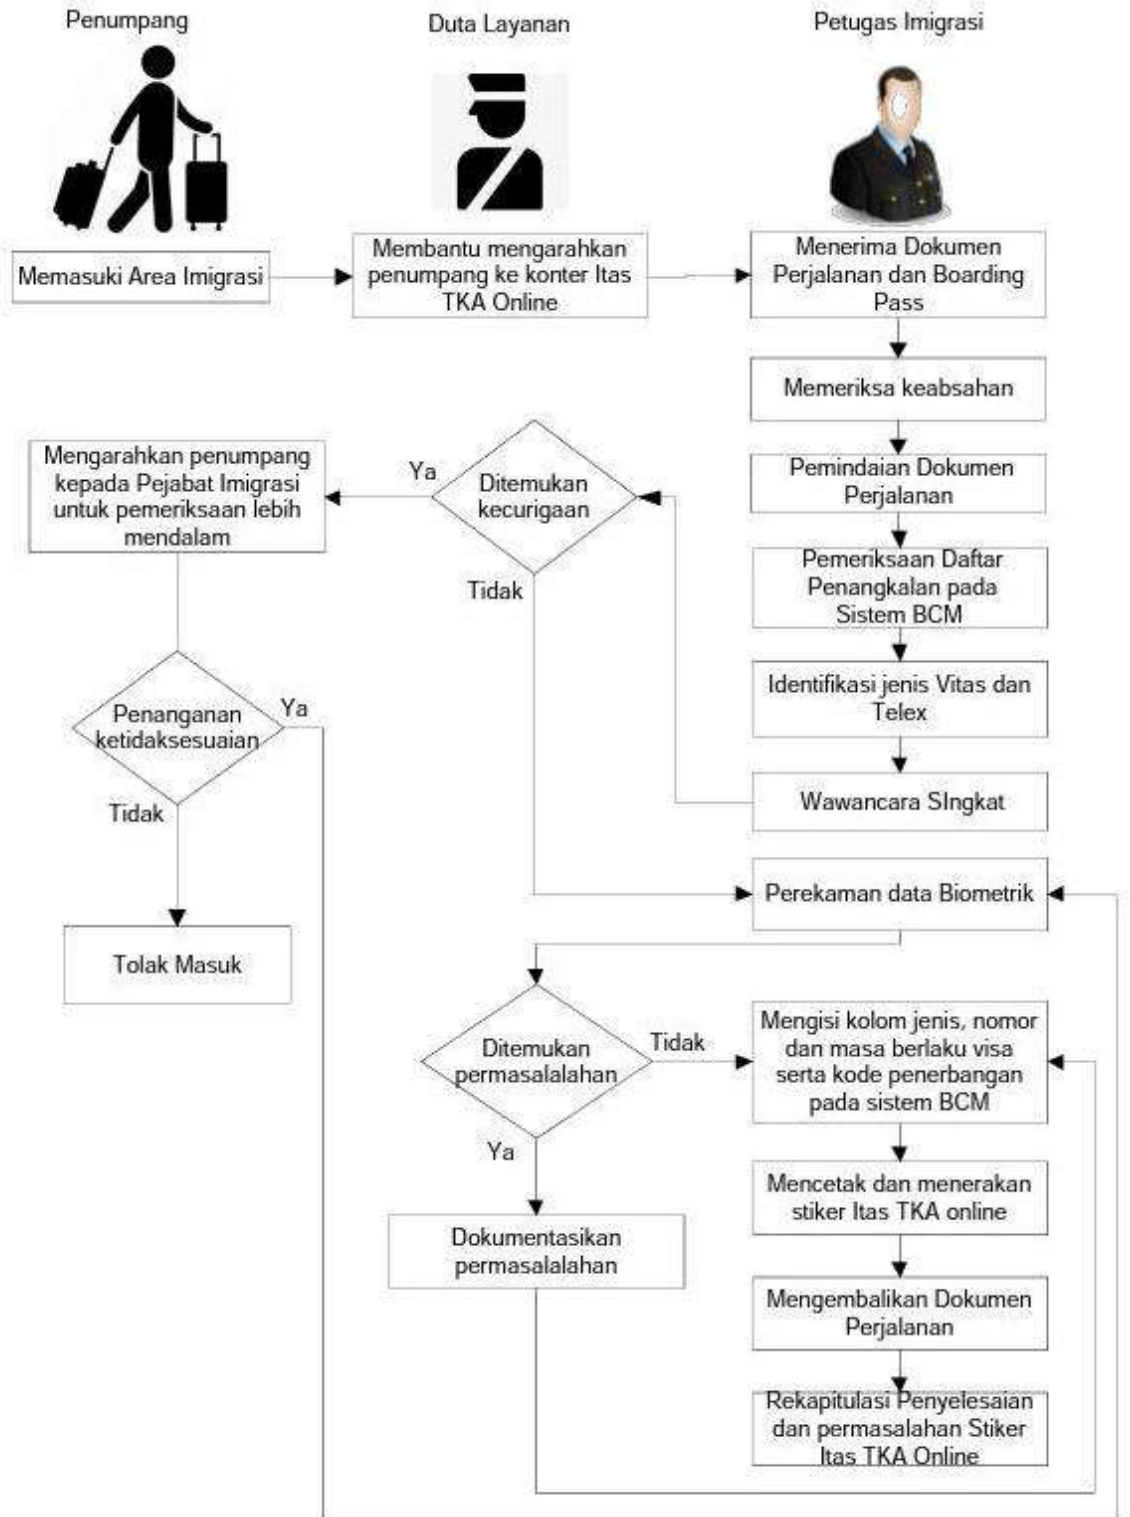 Penumpang
Duta Layanan
Petugas Imigrasi
Memasuki Area Imigrasi
Membantu mengarahkan
penumpang ke konter Itas
TKA Online
Menerima Dokumen
Perjalanan dan Boarding
Pass
Memeriksa keabsahan
Pemindaian Dokumen
Perjalanan
Pemeriksaan Daftar
Penangkalan pada
Sistem BCM
Identifikasi jenis Vitas dan
Telex
Wawancara SIngkat
Ditemukan
kecurigaan
Ya
Tidak
Mengarahkan penumpang
kepada Pejabat Imigrasi
untuk pemeriksaan lebih
mendalam
Penanganan
ketidaksesuaian
Ya
Tidak
Tolak Masuk
Perekaman data Biometrik
Ditemukan
permasalalahan
Tidak
Ya
Mengisi kolom jenis, nomor
dan masa berlaku visa
serta kode penerbangan
pada sistem BCM
Dokumentasikan
permasalalahan
Mencetak dan menerakan
stiker Itas TKA online
Mengembalikan Dokumen
Perjalanan
Rekapitulasi Penyelesaian
dan permasalahan Stiker
Itas TKA Online